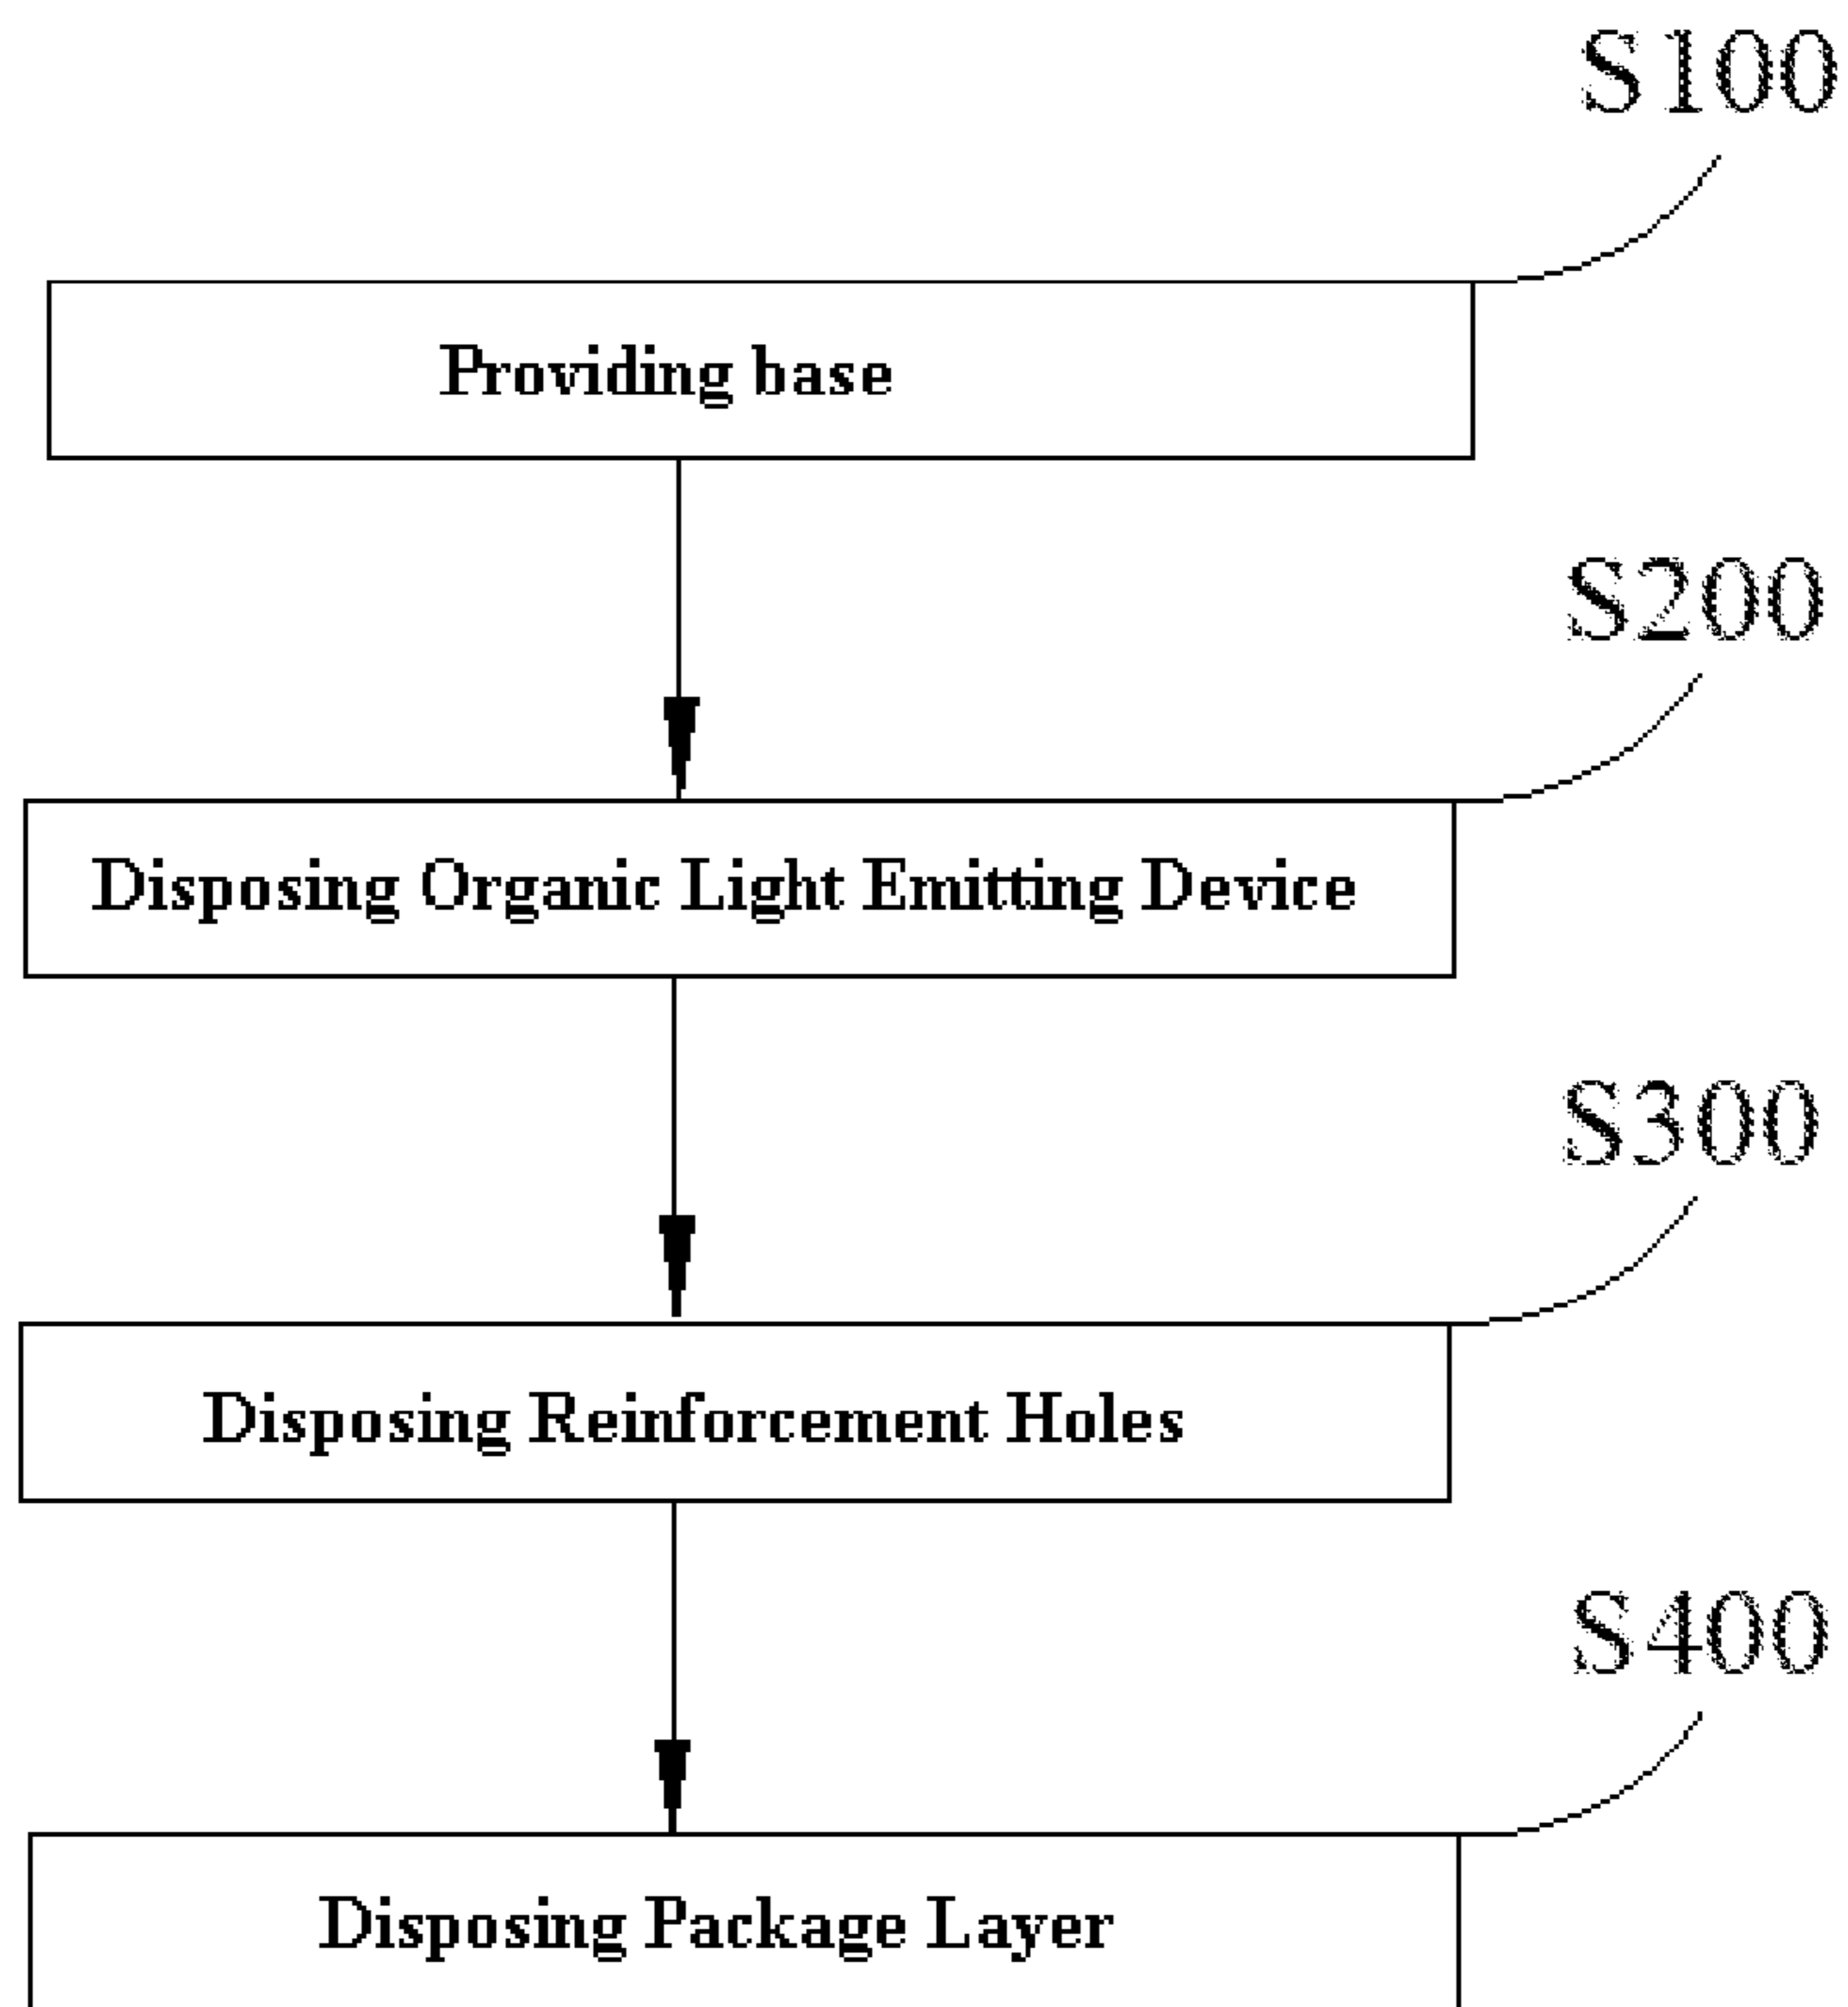 S100
Providing base
S200
Disposing Organic Light Emitting Device
S300
Disposing Reinforcement Holes
S400
Disposing Package Layer